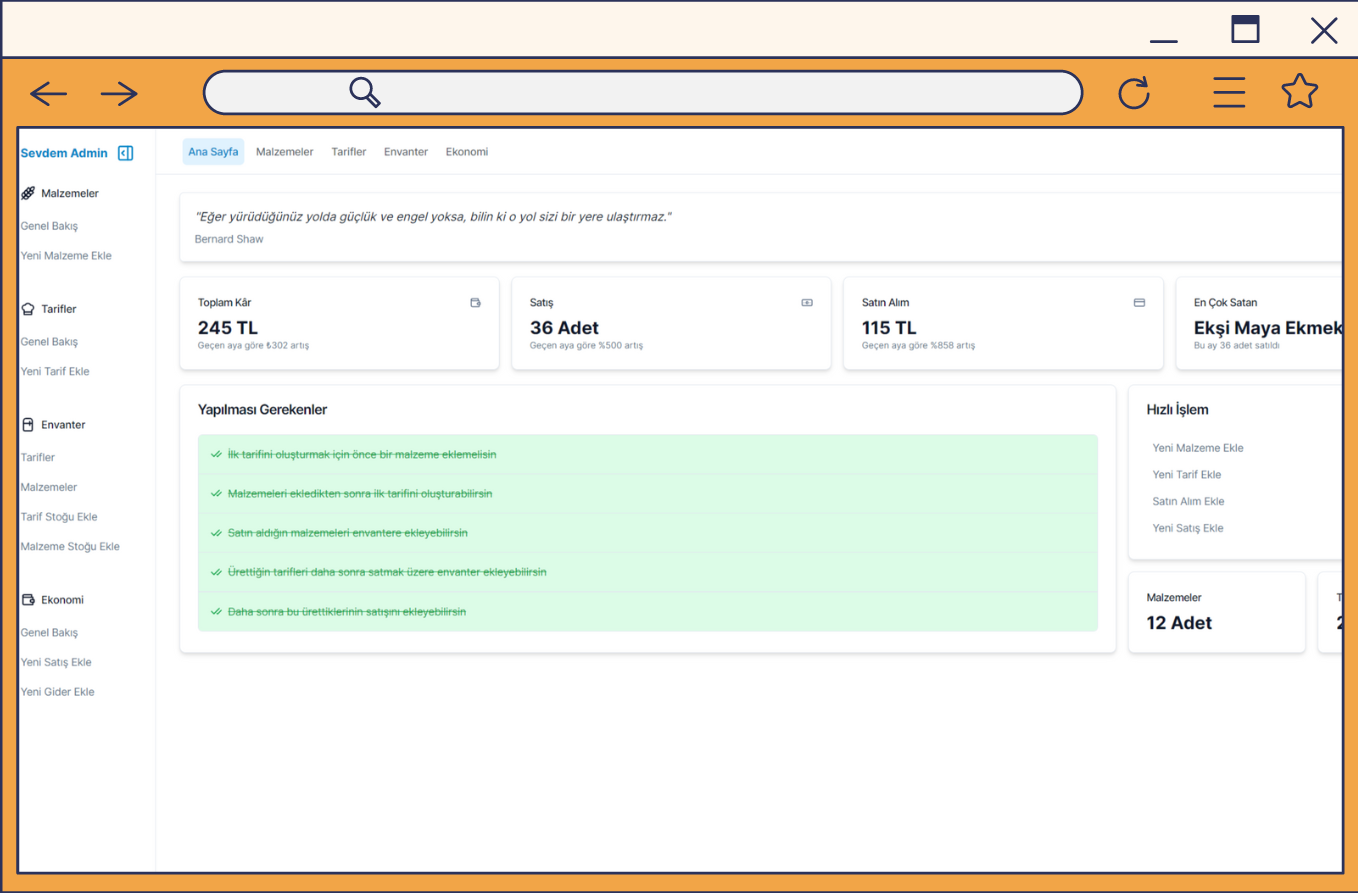 Sevdem Admin
Ana Sayfa Malzemeler Tarifler Envanter Ekonomi
Malzemeler
Genel Bakış
Yeni Malzeme Ekle
Tarifler
Genel Bakış
Yeni Tarif Ekle
Envanter
Tarifler
Malzemeler
Tarif Stoğu Ekle
Malzeme Stoğu Ekle
Ekonomi
Genel Bakış
Yeni Satış Ekle
Yeni Gider Ekle
"Eğer yürüdüğünüz yolda güçlük ve engel yoksa, bilin ki o yol sizi bir yere ulaştırmaz."
Bernard Shaw
Toplam Kâr
245 TL
Geçen aya göre ₺302 artış
Satış
36 Adet
Geçen aya göre %500 artış
Satın Alım
115 TL
Geçen aya göre %858 artış
En Çok Satan
Ekşi Maya Ekmek
Bu ay 36 adet satıldı
Yapılması Gerekenler
İlk tarifini oluşturmak için önce bir malzeme eklemelisin
Malzemeleri ekledikten sonra ilk tarifini oluşturabilirsin
Satın aldığın malzemeleri envantere ekleyebilirsin
Ürettiğin tarifleri daha sonra satmak üzere envanter ekleyebilirsin
Daha sonra bu ürettiklerinin satışını ekleyebilirsin
Hızlı İşlem
Yeni Malzeme Ekle
Yeni Tarif Ekle
Satın Alım Ekle
Yeni Satış Ekle
Malzemeler
12 Adet